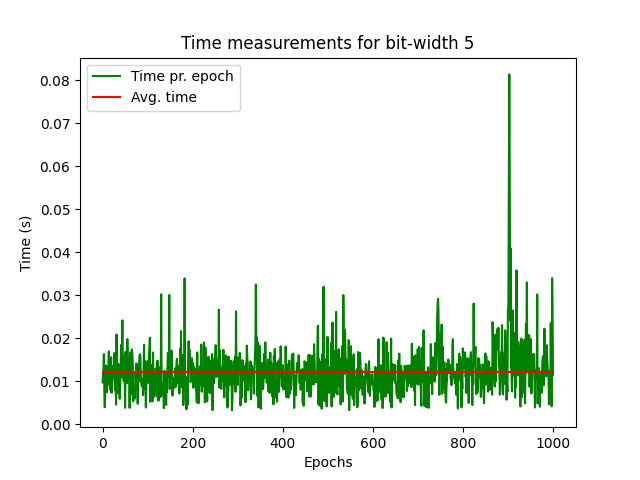 Time measurements for bit-width 5
Time pr. epoch
Avg. time
0.08
0.07
0.06
0.05
0.04
0.03
0.02
0.01
0.00
Time (s)
0 200 400 600 800 1000
Epochs